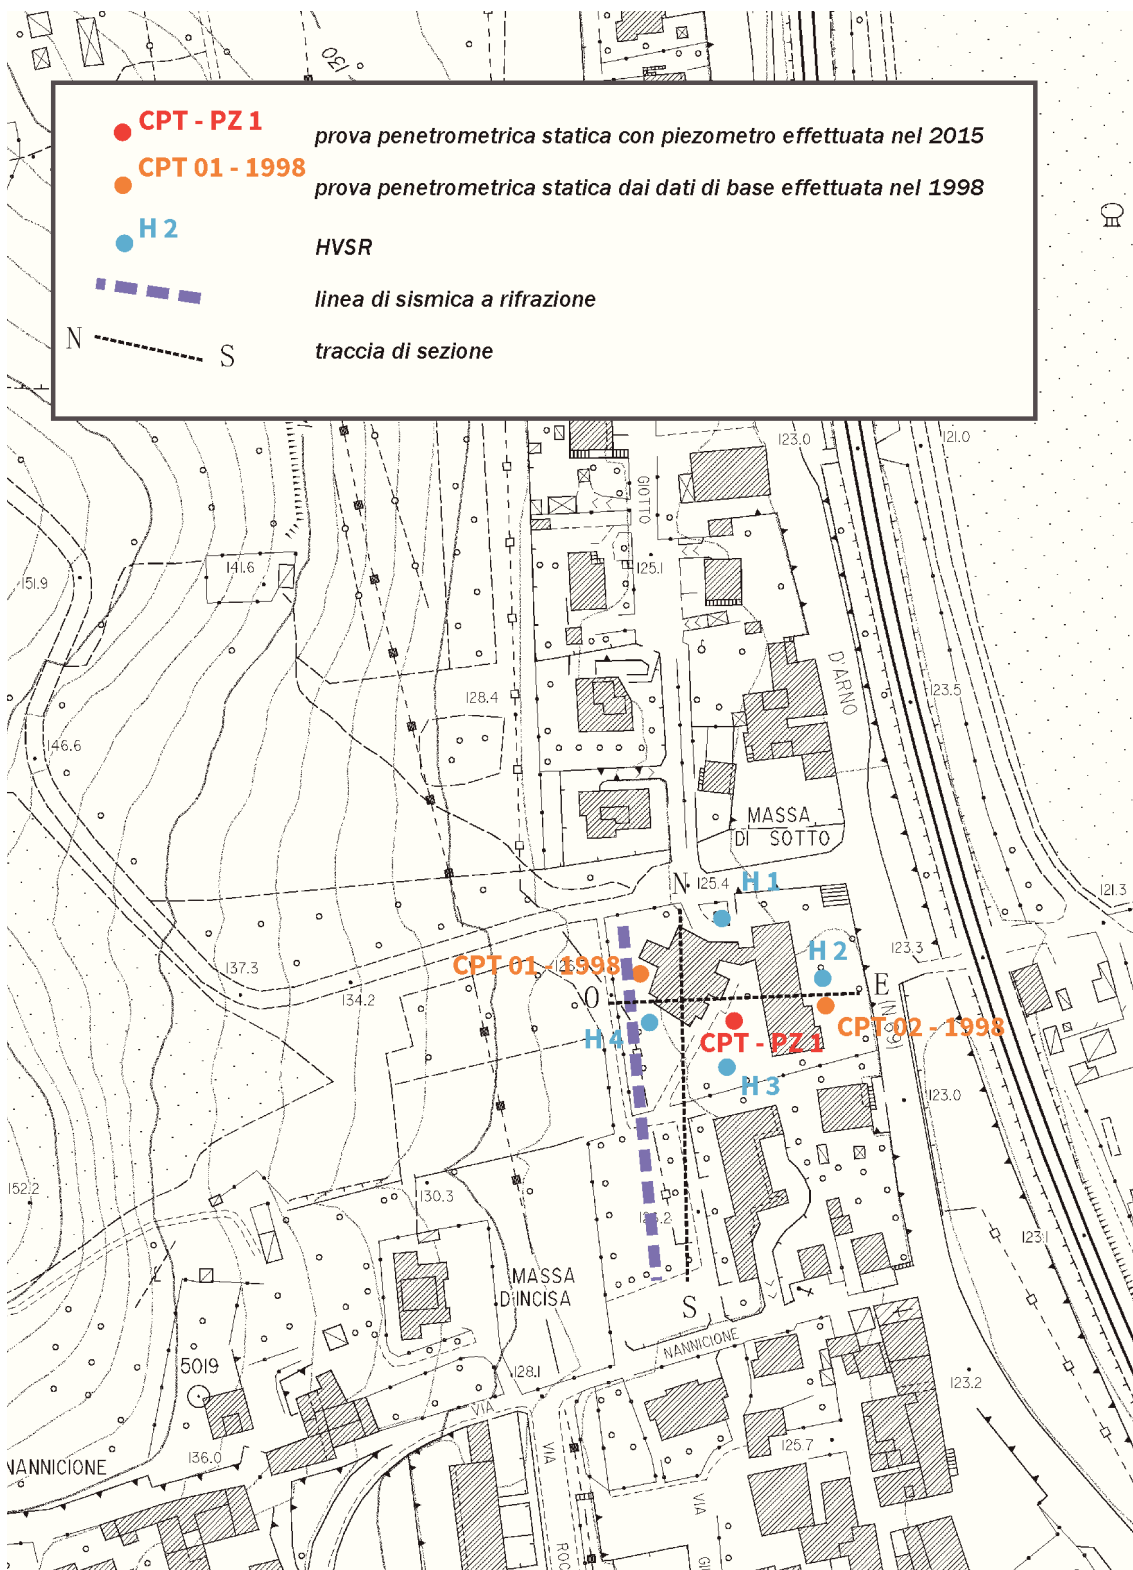 130
CPT - PZ 1
prova penetrometrica statica con piezometro effettuata nel 2015
CPT 01 - 1998
prova penetrometrica statica dai dati di base effettuata nel 1998
H 2
HVSR
linea di sismica a rifrazione
N
S
traccia di sezione
123.0
121.0
GIOTTO
141.6
125.1
151.9
D'ARNO
128.4
123.5
146.6
MASSA
DI SOTTO
N
125.4
H 1
121.3
123.3
H 2
CPT 01 - 1998
137.3
134.2
O
E
CPT 02 - 1998
(N°69)
H 4
CPT - PZ 1
H 3
123.0
152.2
130.3
123.1
MASSA
D'INCISA
S
NANNICIONE
5019
128.1
123.2
VIA
VIA
125.7
136.0
NANNICIONE
VIA
ROC
GI